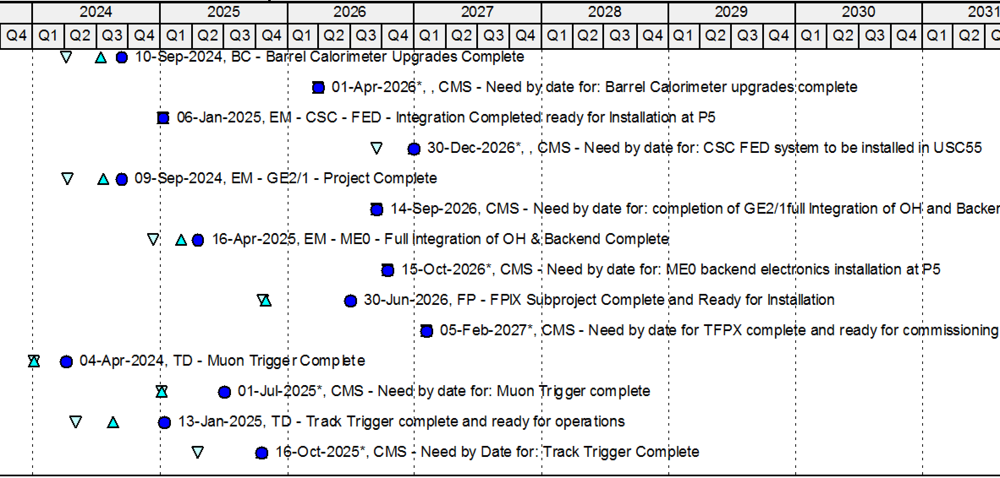 2024 2025 2026 2027 2028 2029 2030 2031
Q4 Q1 Q2 Q3 Q4 Q1 Q2 Q3 Q4 Q1 Q2 Q3 Q4 Q1 Q2 Q3 Q4 Q1 Q2 Q3 Q4 Q1 Q2 Q3 Q4 Q1 Q2 Q3 Q4 Q1 Q2
10-Sep-2024, BC - Barrel Calorimeter Upgrades Complete
01-Apr-2026*, , CMS - Need by date for: Barrel Calorimeter upgrades complete
06-Jan-2025, EM - CSC - FED - Integration Completed ready for Installation at P5
30-Dec-2026*, , CMS - Need by date for: CSC FED system to be installed in USC55
09-Sep-2024, EM - GE2/1 - Project Complete
14-Sep-2026, CMS - Need by date for: completion of GE2/1full Integration of OH and
16-Apr-2025, EM - ME0 - Full Integration of OH & Backend Complete
15-Oct-2026*, CMS - Need by date for: ME0 backend electronics installation at P5
30-Jun-2026, FP - FPIX Subproject Complete and Ready for Installation
05-Feb-2027*, CMS - Need by date for TFPX complete and ready for commissioning
04-Apr-2024, TD - Muon Trigger Complete
01-Jul-2025*, CMS - Need by date for: Muon Trigger complete
13-Jan-2025, TD - Track Trigger complete and ready for operations
16-Oct-2025*, CMS - Need by Date for: Track Trigger Complete